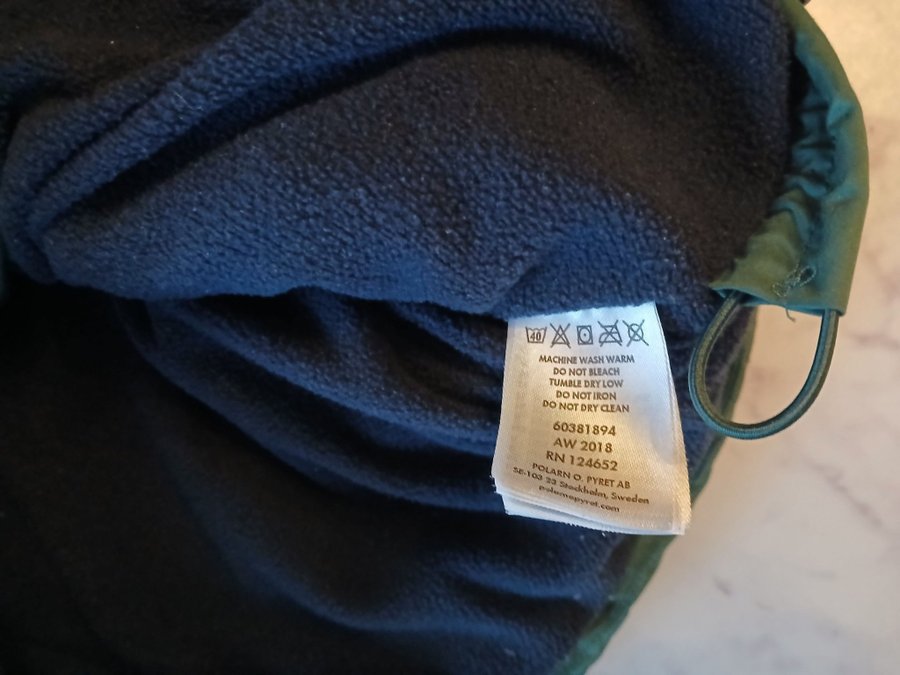 40
MACHINE WASH WARM
DO NOT BLEACH
TUMBLE DRY LOW
DO NOT IRON
DO NOT DRY CLEAN
60381894
AW 2018
RN 124652
POLARN O. PYRET AB
SE-103 23 Stockholm, Sweden
polarnopyret.com